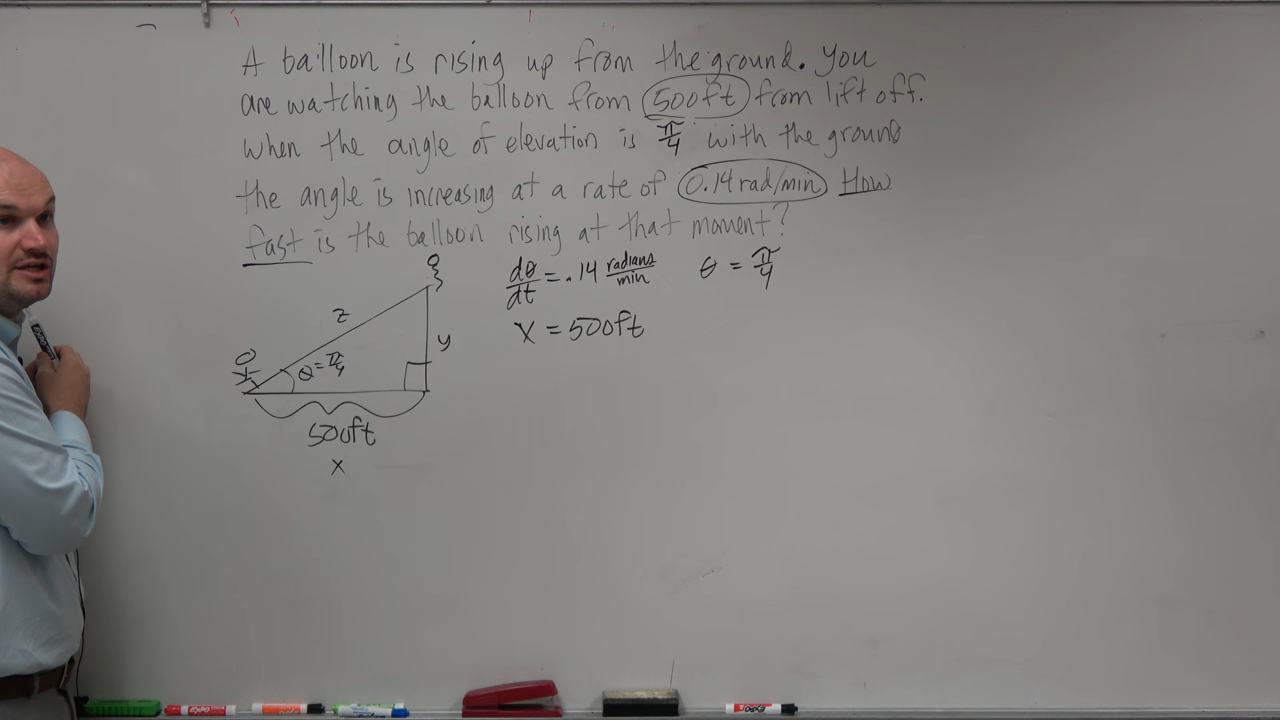 A balloon is rising up from the ground. You
are watching the balloon from 500ft from lift off.
when the angle of elevation is π/4 with the ground
the angle is increasing at a rate of 0.14 rad/min How
fast is the balloon rising at that moment?
dθ/dt = .14 radians/min θ = π/4
x = 500ft
z
y
θ = π/4
500ft
x
EXPO